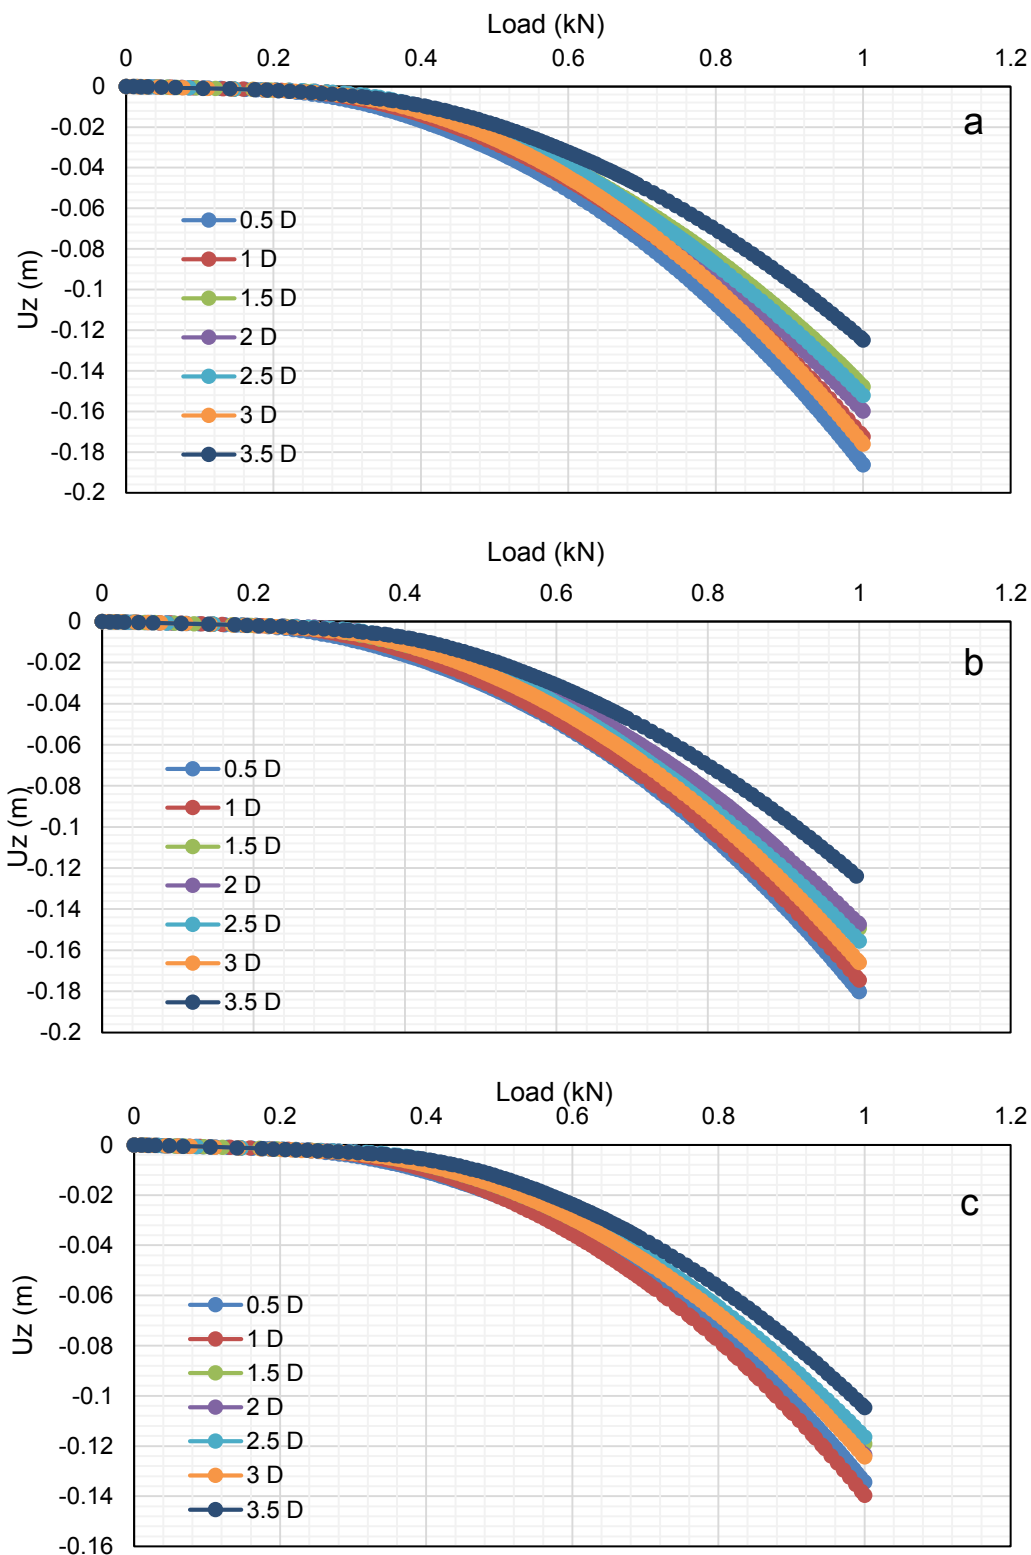 Load (kN)
0 0.2 0.4 0.6 0.8 1 1.2
0
-0.02
-0.04
-0.06
-0.08
-0.1
-0.12
-0.14
-0.16
-0.18
-0.2
Uz (m)
a
0.5 D
1 D
1.5 D
2 D
2.5 D
3 D
3.5 D
Load (kN)
0 0.2 0.4 0.6 0.8 1 1.2
0
-0.02
-0.04
-0.06
-0.08
-0.1
-0.12
-0.14
-0.16
-0.18
-0.2
Uz (m)
b
0.5 D
1 D
1.5 D
2 D
2.5 D
3 D
3.5 D
Load (kN)
0 0.2 0.4 0.6 0.8 1 1.2
0
-0.02
-0.04
-0.06
-0.08
-0.1
-0.12
-0.14
-0.16
Uz (m)
c
0.5 D
1 D
1.5 D
2 D
2.5 D
3 D
3.5 D